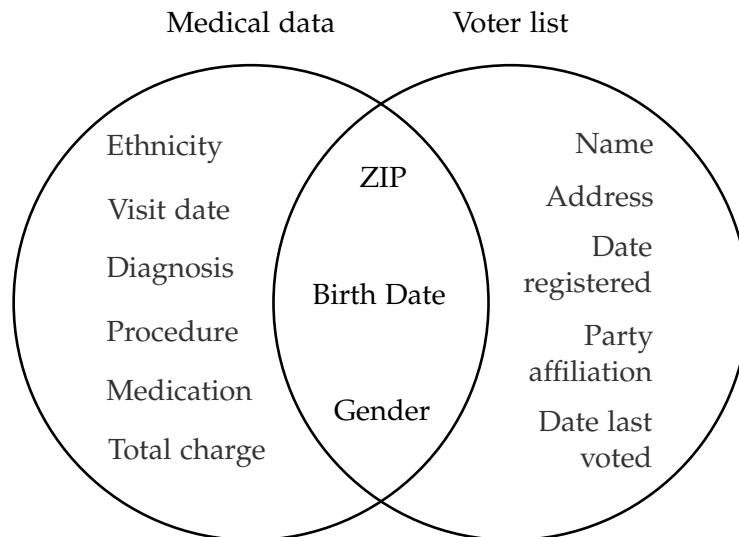 Medical data
Voter list
Ethnicity
Visit date
Diagnosis
Procedure
Medication
Total charge
ZIP
Birth Date
Gender
Name
Address
Date
registered
Party
affiliation
Date last
voted